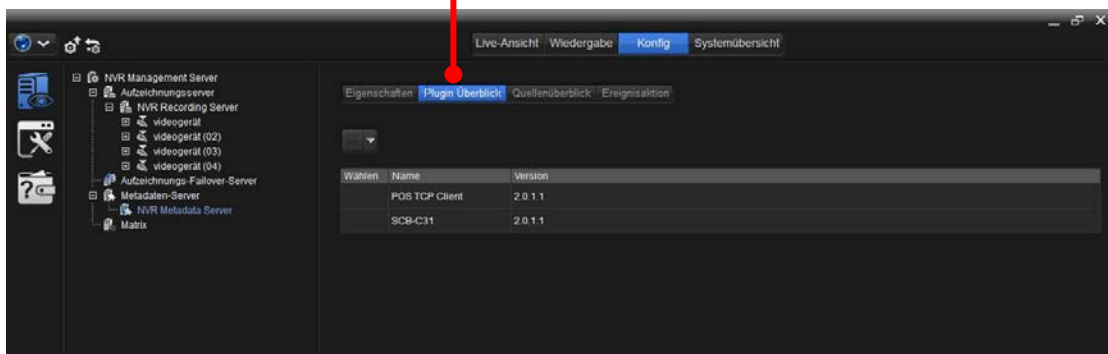 Live-Ansicht Wiedergabe Konfig Systemübersicht
NVR Management Server
Aufzeichnungsserver
NVR Recording Server
videogerät
videogerät (02)
videogerät (03)
videogerät (04)
Aufzeichnungs-Failover-Server
Metadaten-Server
NVR Metadata Server
Matrix
Eigenschaften Plugin Überblick Quellenüberblick Ereignisaktion
Wählen Name Version
POS TCP Client 2.0.1.1
SCB-C31 2.0.1.1